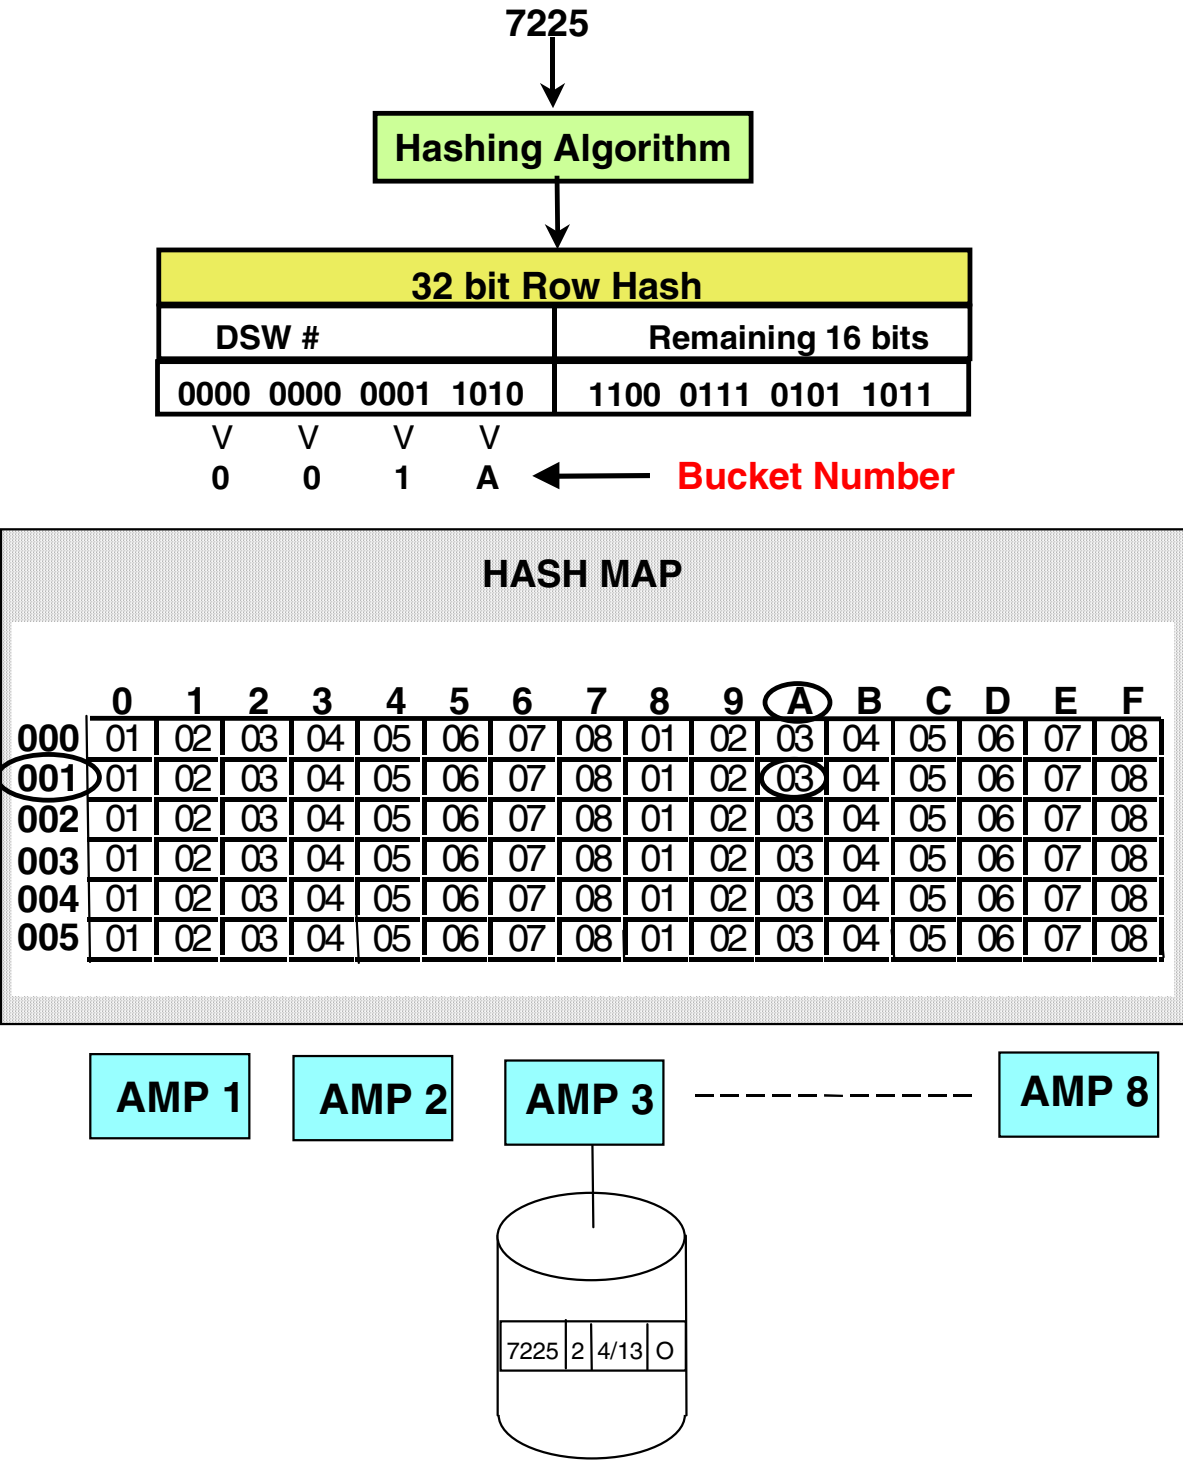 7225
Hashing Algorithm
32 bit Row Hash
DSW # Remaining 16 bits
0000 0000 0001 1010 1100 0111 0101 1011
V V V V
0 0 1 A Bucket Number
HASH MAP
0 1 2 3 4 5 6 7 8 9 A B C D E F
000 01 02 03 04 05 06 07 08 01 02 03 04 05 06 07 08
001 01 02 03 04 05 06 07 08 01 02 03 04 05 06 07 08
002 01 02 03 04 05 06 07 08 01 02 03 04 05 06 07 08
003 01 02 03 04 05 06 07 08 01 02 03 04 05 06 07 08
004 01 02 03 04 05 06 07 08 01 02 03 04 05 06 07 08
005 01 02 03 04 05 06 07 08 01 02 03 04 05 06 07 08
AMP 1 AMP 2 AMP 3 AMP 8
7225 2 4/13 O